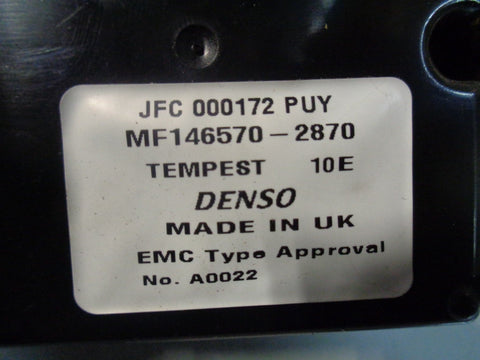 JFC 000172 PUY
MF146570-2870
TEMPEST 10E
DENSO
MADE IN UK
EMC Type Approval
No. A0022